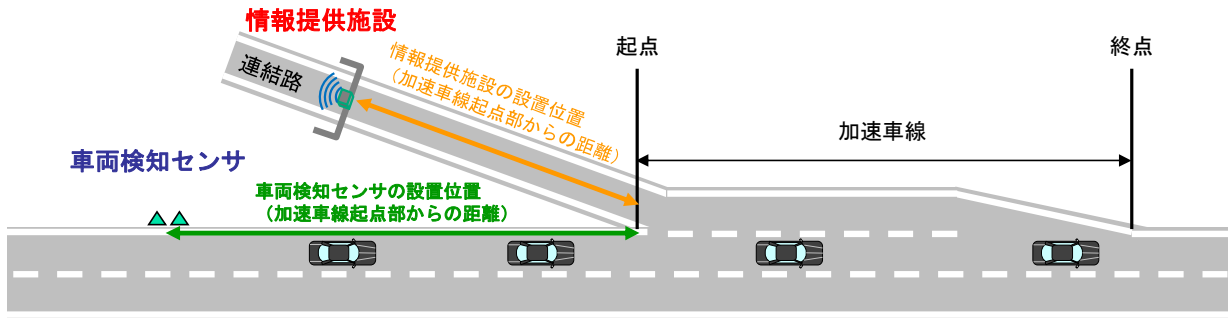 情報提供施設
起点
終点
連結路
情報提供施設の設置位置
（加速車線起点部からの距離）
加速車線
車両検知センサ
車両検知センサの設置位置
（加速車線起点部からの距離）